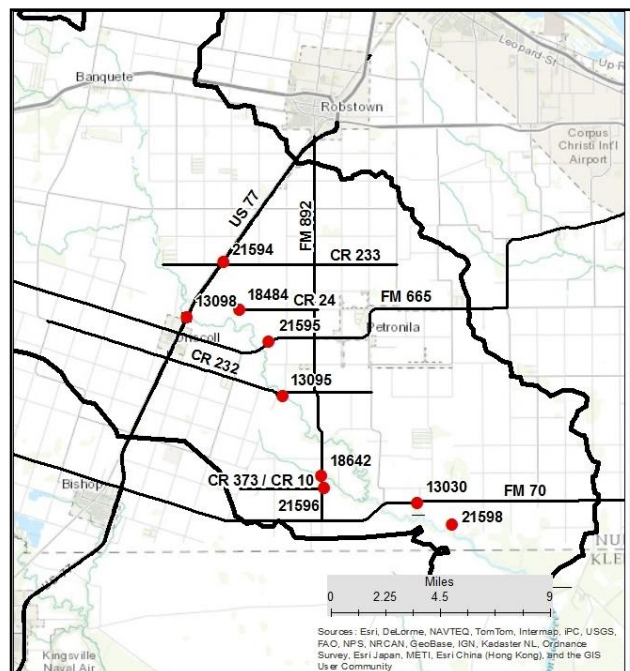 Leopard-St
Up R
Banquete
Robstown
Corpus
Christi Int'l
Airport
US 77
FM 892
21594
CR 233
18484
13098
CR 24
FM 665
21595
Petronila
Driscoll
CR 232
13095
18642
CR 373 / CR 10
13030
Bishop
21596
FM 70
21598
NU
KLE
Miles
0 2.25 4.5 9
Sources: Esri, DeLorme, NAVTEQ, TomTom, Intermap, iPC, USGS,
FAO, NPS, NRCAN, GeoBase, IGN, Kadaster NL, Ordnance
Survey, Esri Japan, METI, Esri China (Hong Kong), and the GIS
User Community
Kingsville
Naval Air